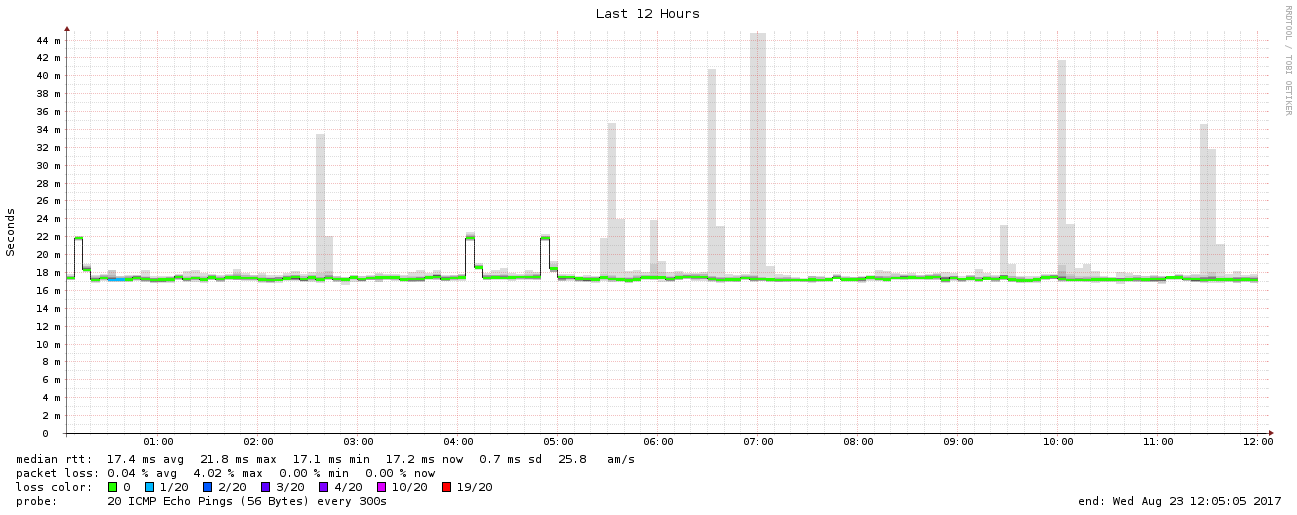 Last 12 Hours
RRDTOOL / TOBI OETIKER
Seconds
44 m
42 m
40 m
38 m
36 m
34 m
32 m
30 m
28 m
26 m
24 m
22 m
20 m
18 m
16 m
14 m
12 m
10 m
8 m
6 m
4 m
2 m
0
01:00 02:00 03:00 04:00 05:00 06:00 07:00 08:00 09:00 10:00 11:00 12:00
median rtt: 17.4 ms avg 21.8 ms max 17.1 ms min 17.2 ms now 0.7 ms sd 25.8 am/s
packet loss: 0.04 % avg 4.02 % max 0.00 % min 0.00 % now
loss color: 0 1/20 2/20 3/20 4/20 10/20 19/20
probe: 20 ICMP Echo Pings (56 Bytes) every 300s end: Wed Aug 23 12:05:05 2017